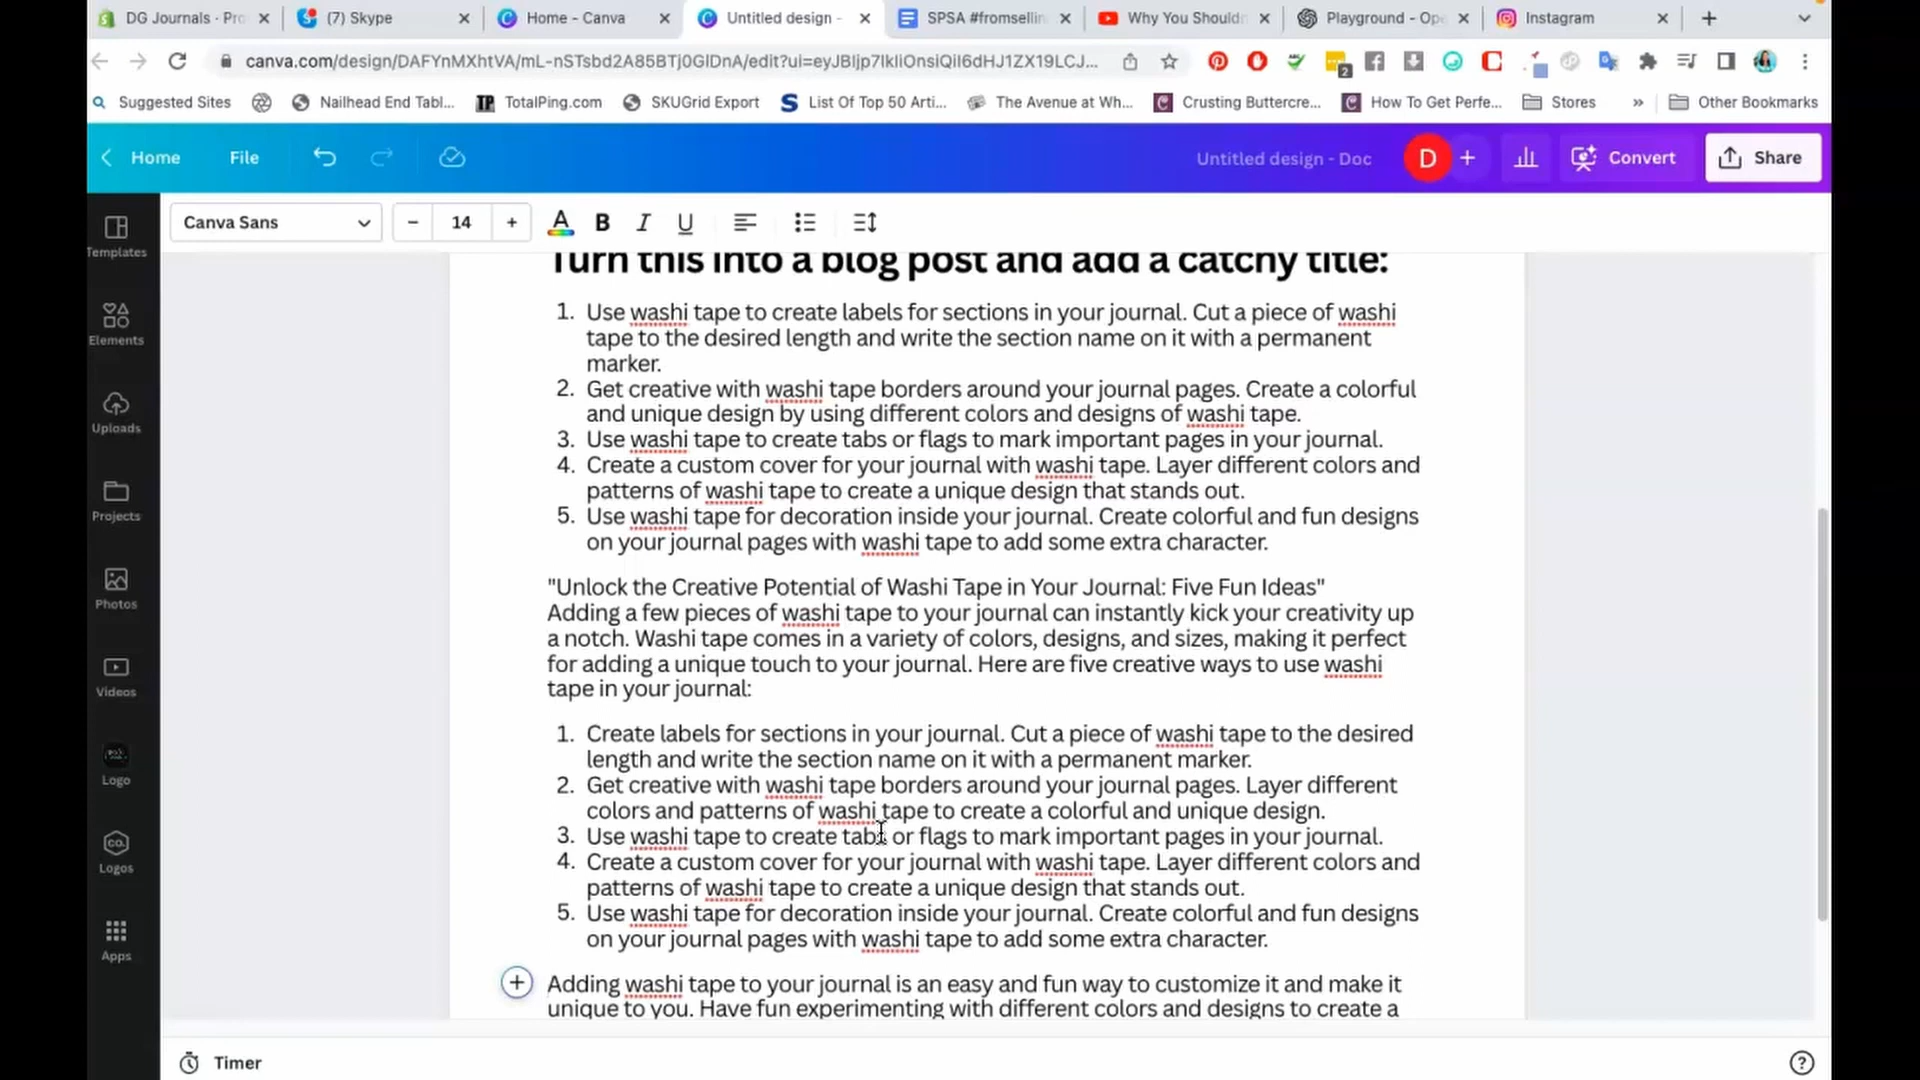 DG Journals - Pro
(7) Skype
Home - Canva
Untitled design -
SPSA #fromsellin
Why You Shouldn
Playground - Ope
Instagram
canva.com/design/DAFYnMXhtVA/mL-nSTsbd2A85BTj0GlDnA/edit?ui=eyJBIjp7IkIiOnsiQiI6dHJ1ZX19LCJ...
2
Suggested Sites
Nailhead End Tabl...
TP
TotalPing.com
SKUGrid Export
S
List Of Top 50 Arti...
The Avenue at Wh...
Crusting Buttercre...
How To Get Perfe...
Stores
»
Other Bookmarks
Home
File
Untitled design - Doc
D
+
Convert
Share
Canva Sans
−
14
+
A
B
I
U
Templates
Elements
Uploads
Projects
Photos
Videos
Logo
Logos
Apps
Turn this into a blog post and add a catchy title:
1. Use washi tape to create labels for sections in your journal. Cut a piece of washi
tape to the desired length and write the section name on it with a permanent
marker.
2. Get creative with washi tape borders around your journal pages. Create a colorful
and unique design by using different colors and designs of washi tape.
3. Use washi tape to create tabs or flags to mark important pages in your journal.
4. Create a custom cover for your journal with washi tape. Layer different colors and
patterns of washi tape to create a unique design that stands out.
5. Use washi tape for decoration inside your journal. Create colorful and fun designs
on your journal pages with washi tape to add some extra character.
"Unlock the Creative Potential of Washi Tape in Your Journal: Five Fun Ideas"
Adding a few pieces of washi tape to your journal can instantly kick your creativity up
a notch. Washi tape comes in a variety of colors, designs, and sizes, making it perfect
for adding a unique touch to your journal. Here are five creative ways to use washi
tape in your journal:
1. Create labels for sections in your journal. Cut a piece of washi tape to the desired
length and write the section name on it with a permanent marker.
2. Get creative with washi tape borders around your journal pages. Layer different
colors and patterns of washi tape to create a colorful and unique design.
3. Use washi tape to create tabs or flags to mark important pages in your journal.
4. Create a custom cover for your journal with washi tape. Layer different colors and
patterns of washi tape to create a unique design that stands out.
5. Use washi tape for decoration inside your journal. Create colorful and fun designs
on your journal pages with washi tape to add some extra character.
Adding washi tape to your journal is an easy and fun way to customize it and make it
unique to you. Have fun experimenting with different colors and designs to create a
Timer